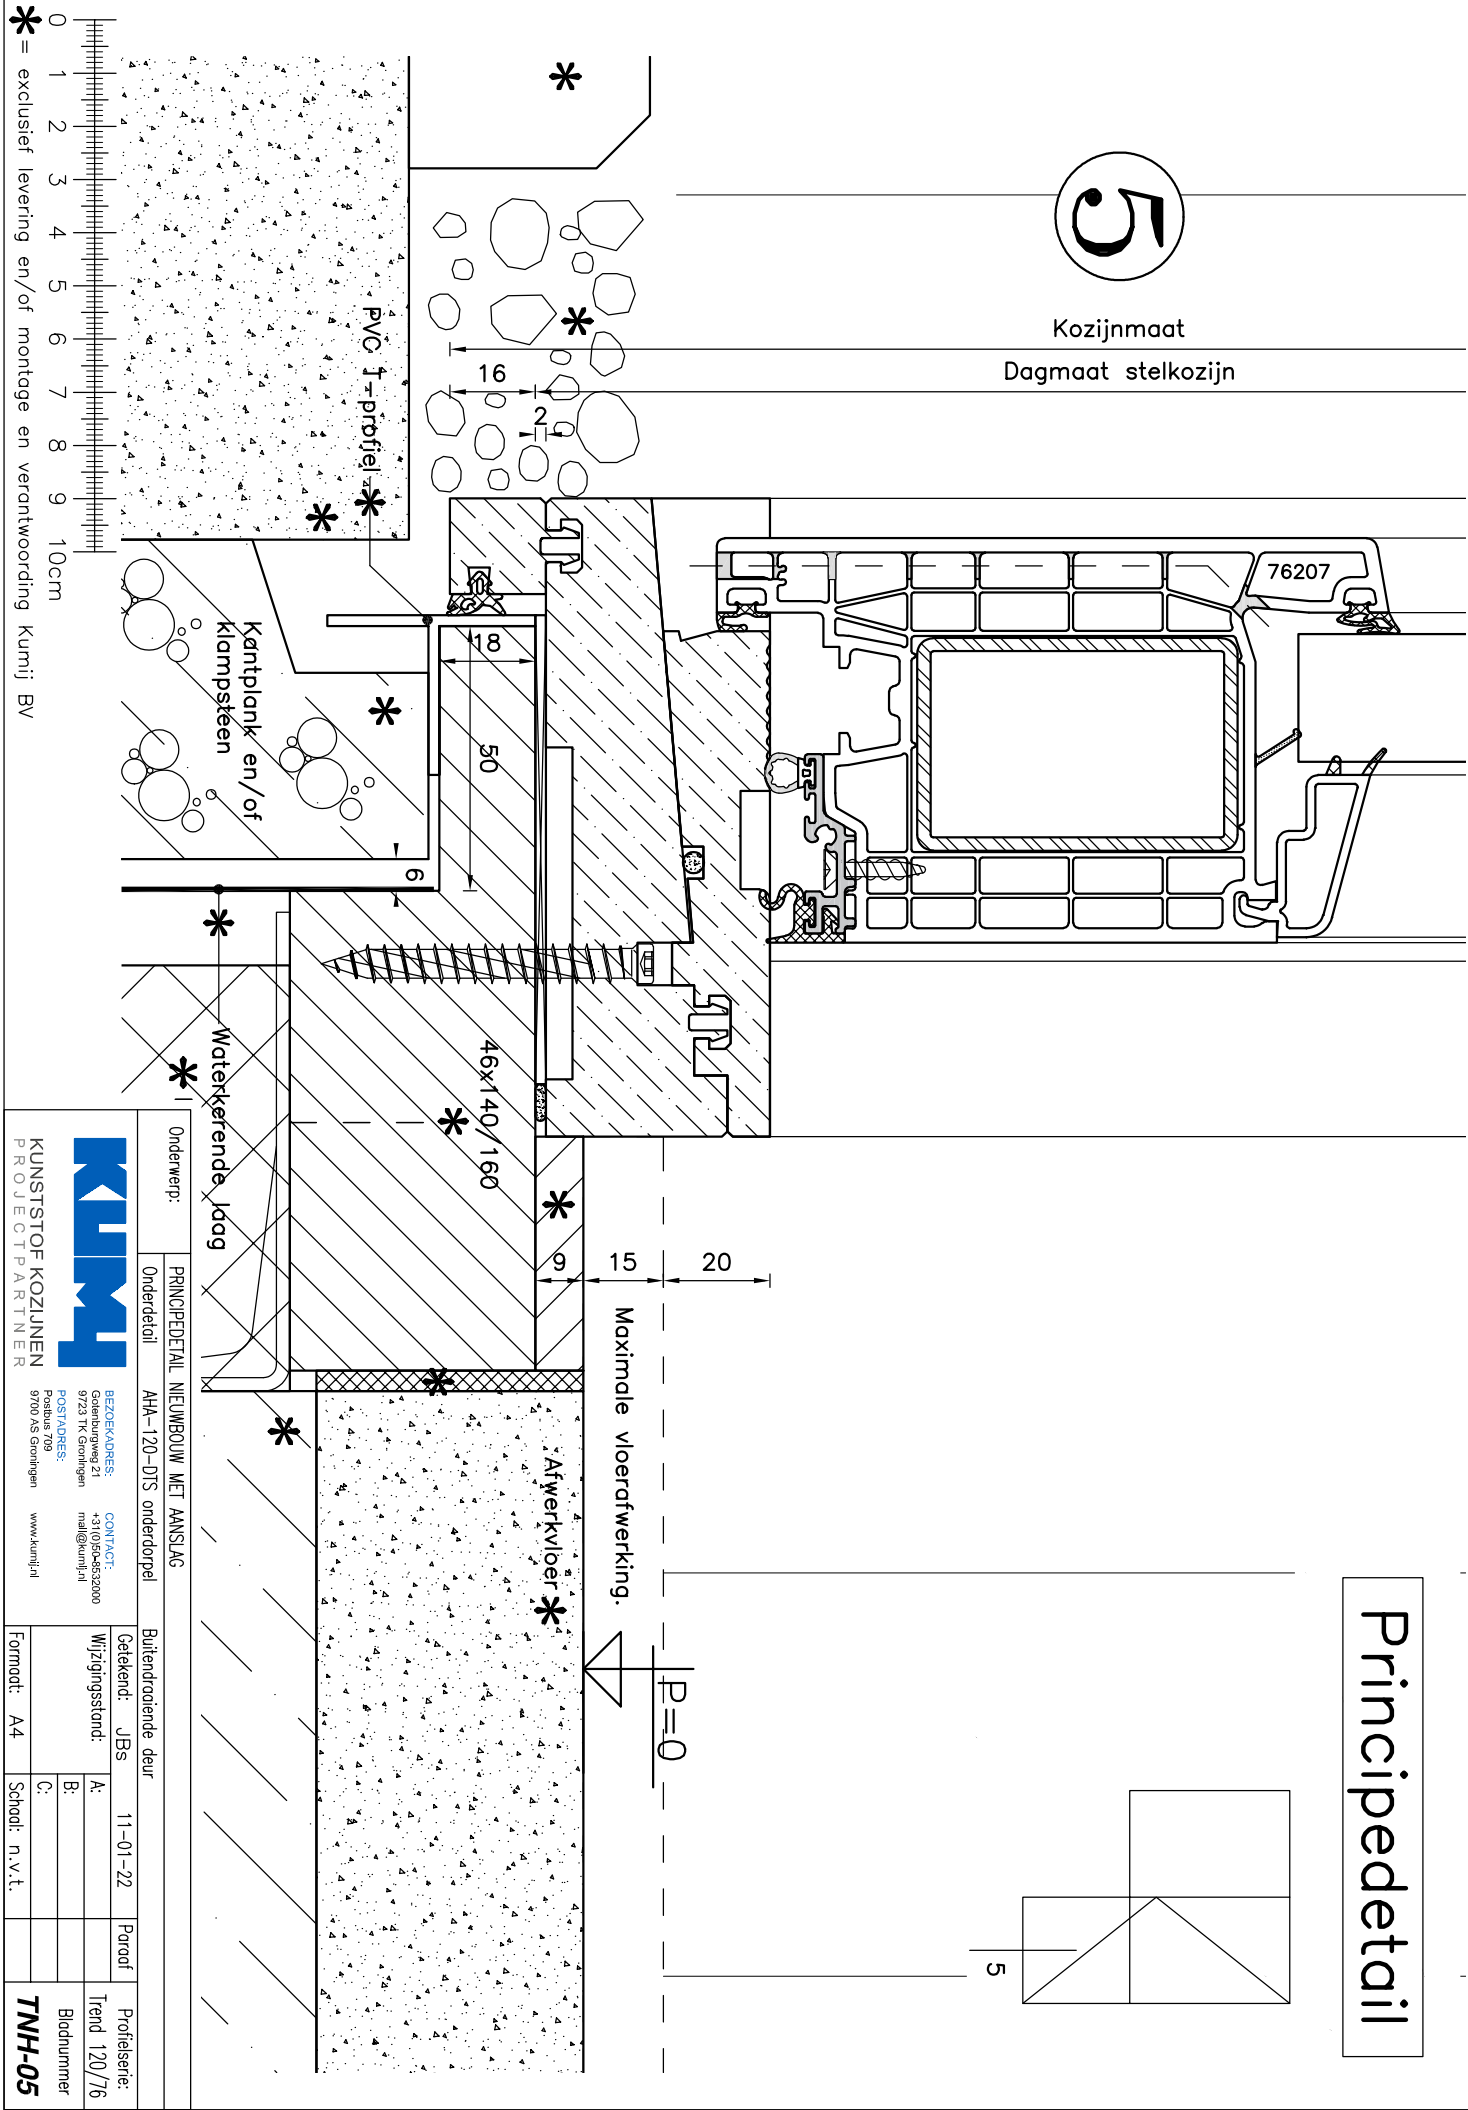 Principedetail
5
Kozijnmaat
Dagmaat stelkozijn
76207
16
2
18
50
6
9
15
20
46x140/160
PVC T-profiel
Kantplank en/of
klampsteen
Waterkerende laag
Maximale vloerafwerking.
Afwerkvloer
P=0
5
0 1 2 3 4 5 6 7 8 9 10cm
* = exclusief levering en/of montage en verantwoording Kumij BV
Onderwerp:
PRINCIPEDETAIL NIEUWBOUW MET AANSLAG
Onderdetail AHA-120-DTS onderdorpel Buitendraaiende deur
KUMIJ
KUNSTSTOF KOZIJNEN
PROJECTPARTNER
BEZOEKADRES:
Gotenburgweg 21
9723 TK Groningen
POSTADRES:
Postbus 709
9700 AS Groningen
CONTACT:
+31(0)50-8532000
mail@kumij.nl
www.kumij.nl
Getekend: JBs 11-01-22 Paraaf
Wijzigingsstand: A:
B:
C:
Formaat: A4 Schaal: n.v.t.
Profielserie:
Trend 120/76
Bladnummer
TNH-05